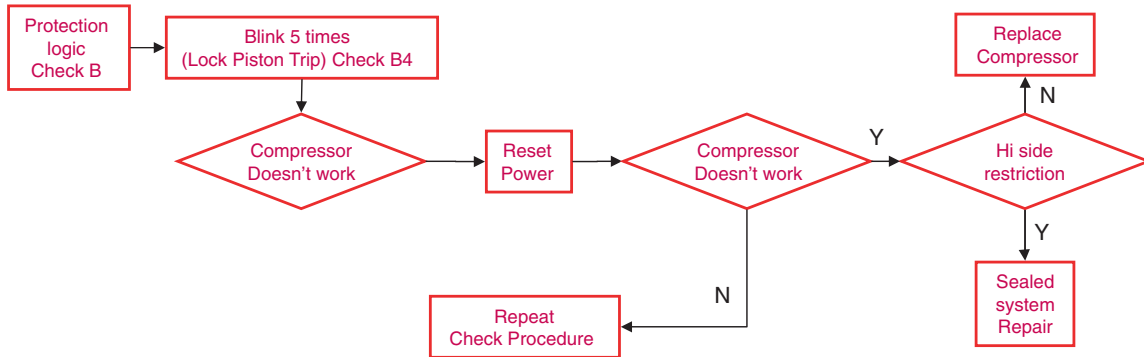 Protection
logic
Check B
Blink 5 times
(Lock Piston Trip) Check B4
Compressor
Doesn't work
Reset
Power
Compressor
Doesn't work
Y
Hi side
restriction
N
Replace
Compressor
Y
Sealed
system
Repair
N
Repeat
Check Procedure